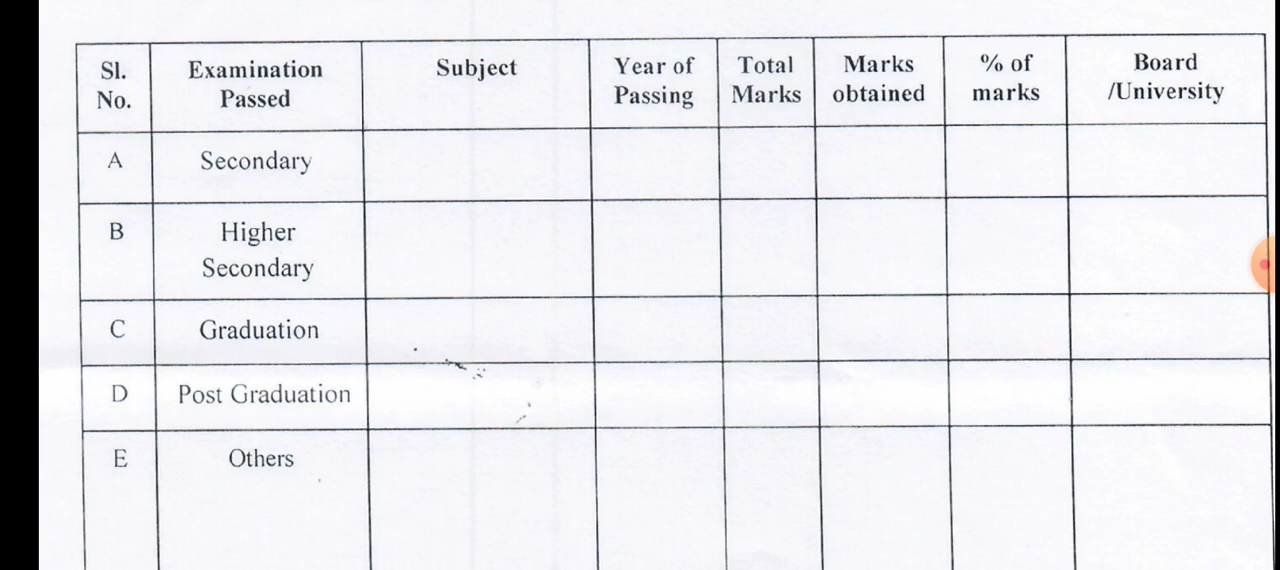 Sl. No. Examination Passed Subject Year of Passing Total Marks Marks obtained % of marks Board /University
A Secondary
B Higher Secondary
C Graduation
D Post Graduation
E Others